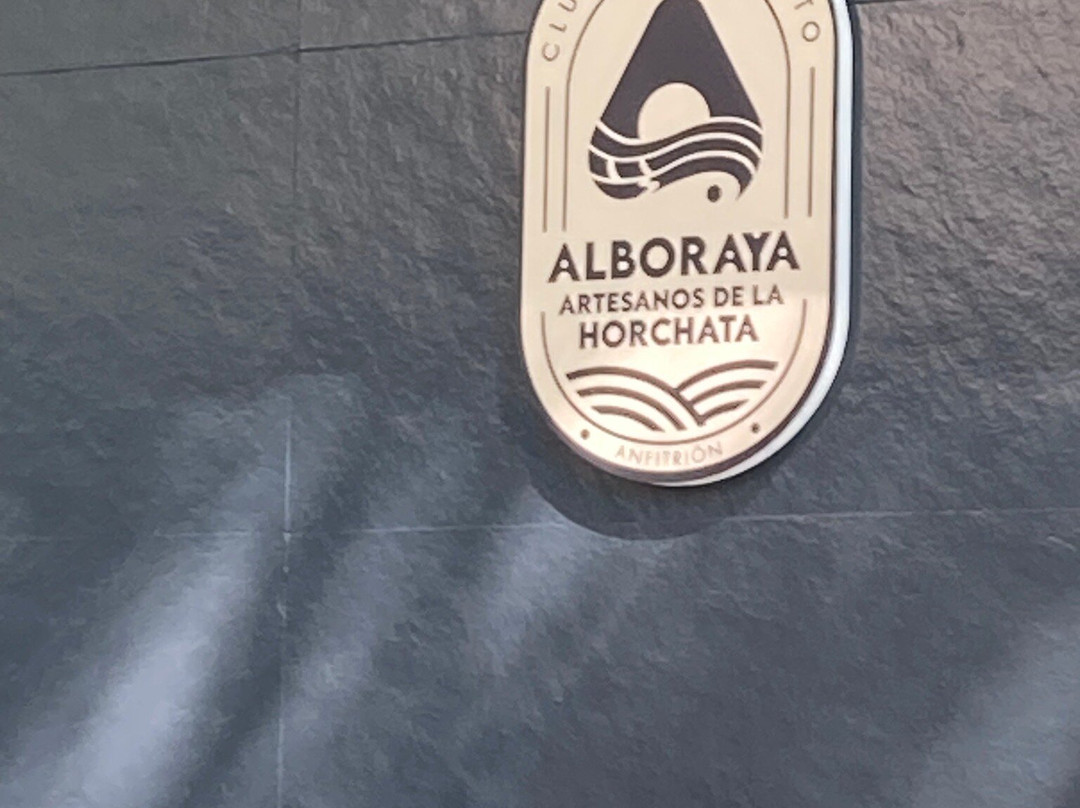 ALBORAYA
ARTESANOS DE LA
HORCHATA
ANFITRIÓN